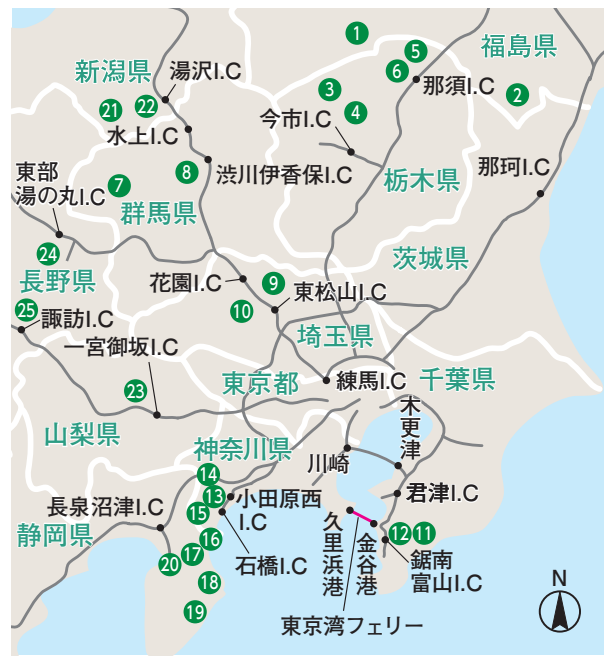 1
5
福島県
新潟県
湯沢I.C
6
那須I.C
3
2
21
22
4
今市I.C
水上I.C
栃木県
那珂I.C
東部
湯の丸I.C
7
8
渋川伊香保I.C
群馬県
茨城県
24
長野県
花園I.C
9
東松山I.C
25
諏訪I.C
10
埼玉県
一宮御坂I.C
東京都
練馬I.C
千葉県
23
木更津
山梨県
神奈川県
川崎
14
君津I.C
長泉沼津I.C
13
小田原西
I.C
15
静岡県
石橋I.C
久里浜港
金谷港
12
11
鋸南
富山I.C
16
17
20
18
19
東京湾フェリー
N